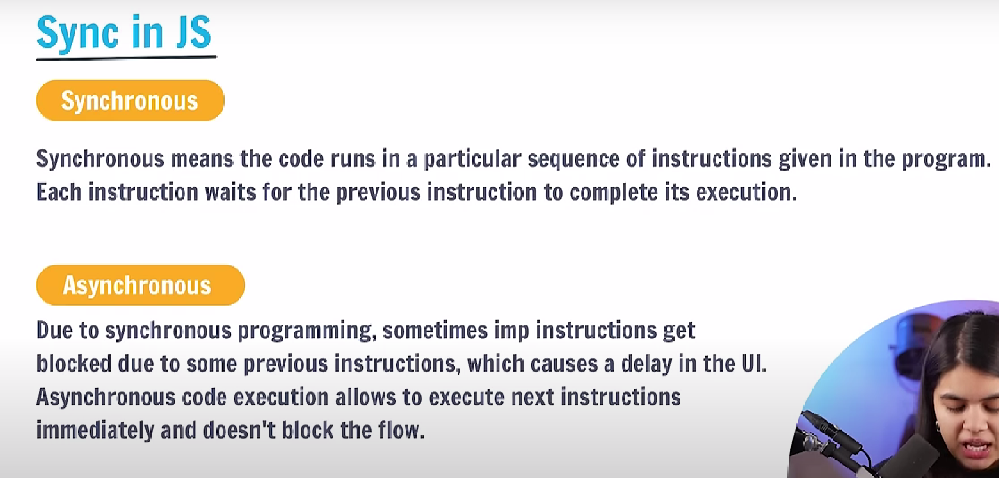 Sync in JS
Synchronous
Synchronous means the code runs in a particular sequence of instructions given in the program.
Each instruction waits for the previous instruction to complete its execution.
Asynchronous
Due to synchronous programming, sometimes imp instructions get
blocked due to some previous instructions, which causes a delay in the UI.
Asynchronous code execution allows to execute next instructions
immediately and doesn't block the flow.